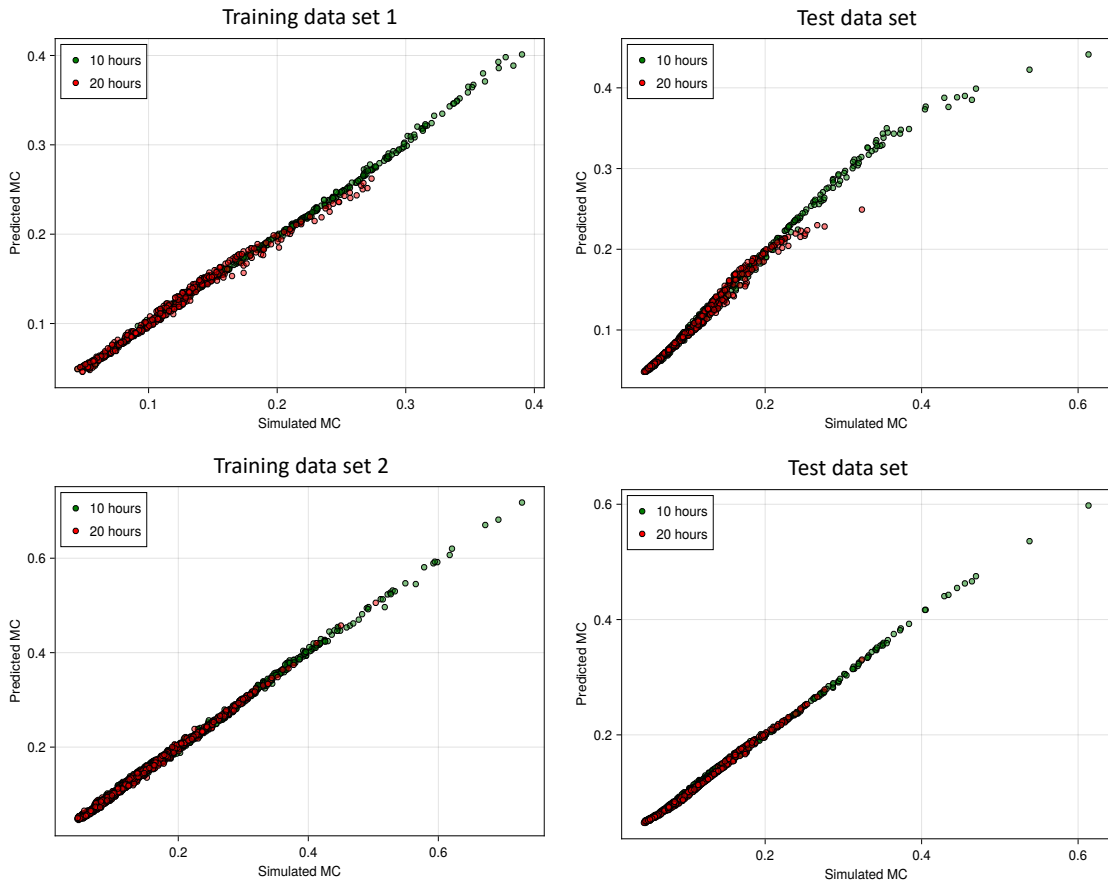 Training data set 1
10 hours
20 hours
0.4
0.3
0.2
0.1
Predicted MC
0.1
0.2
0.3
0.4
Simulated MC
Test data set
10 hours
20 hours
0.4
0.3
0.2
0.1
Predicted MC
0.2
0.4
0.6
Simulated MC
Training data set 2
10 hours
20 hours
0.6
0.4
0.2
Predicted MC
0.2
0.4
0.6
Simulated MC
Test data set
10 hours
20 hours
0.6
0.4
0.2
Predicted MC
0.2
0.4
0.6
Simulated MC